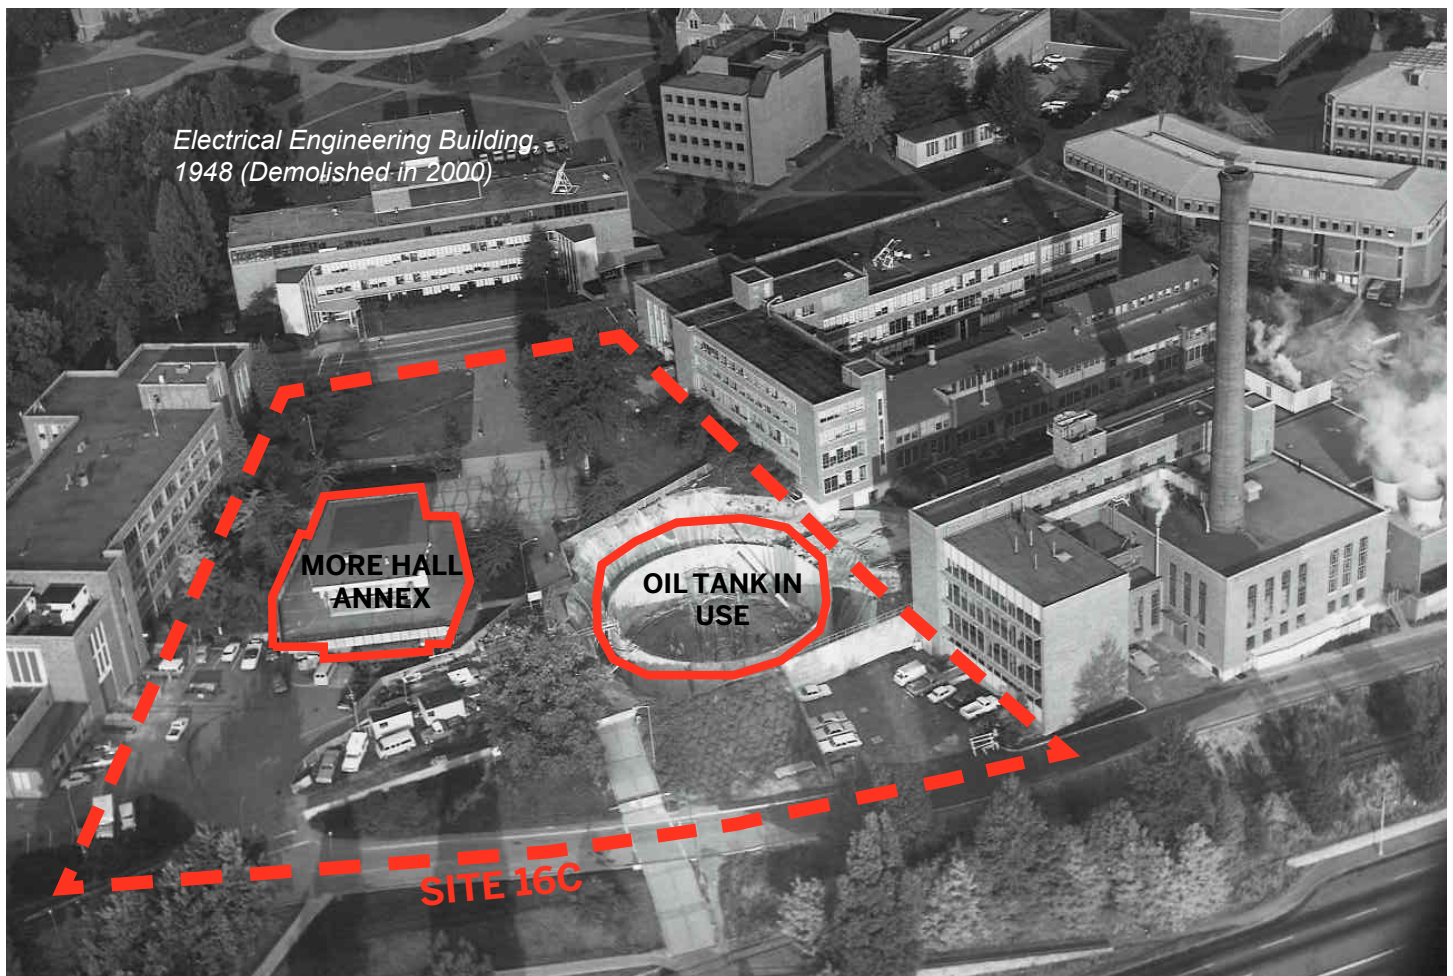 Electrical Engineering Building,
1948 (Demolished in 2000)
MORE HALL
ANNEX
OIL TANK IN
USE
SITE 16C